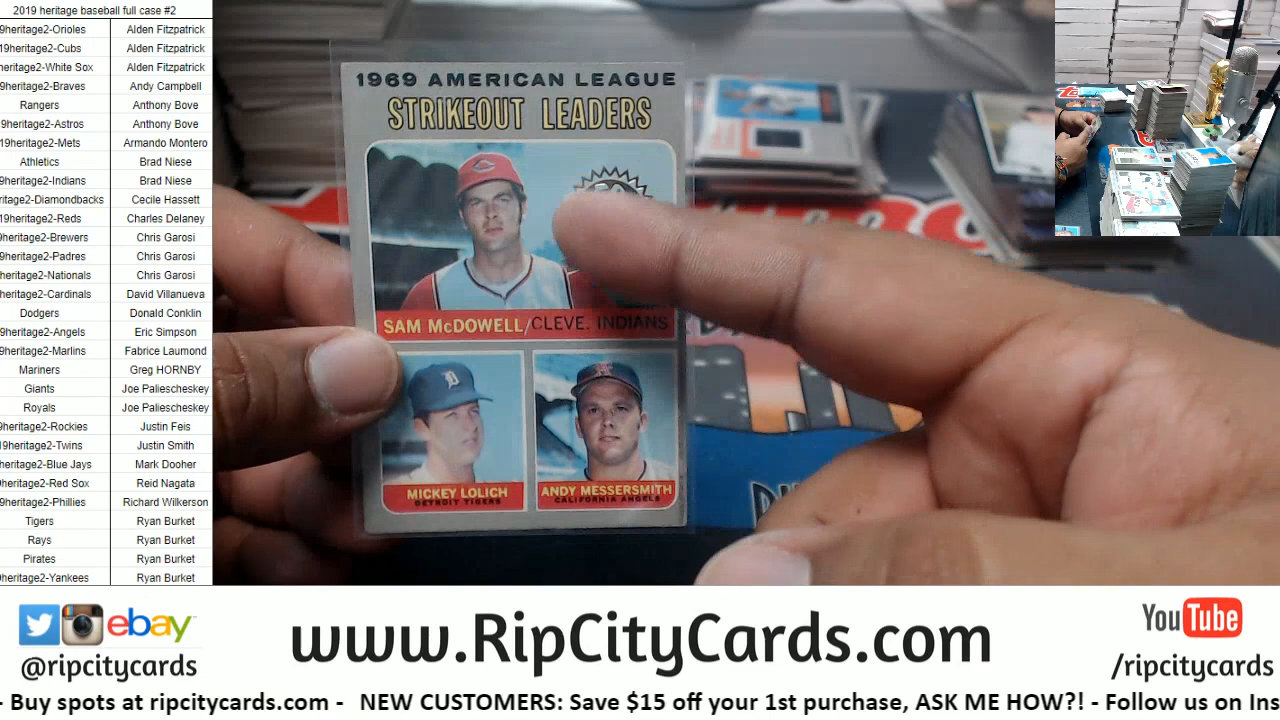 2019 heritage baseball full case #2
9heritage2-Orioles Alden Fitzpatrick
19heritage2-Cubs Alden Fitzpatrick
heritage2-White Sox Alden Fitzpatrick
9heritage2-Braves Andy Campbell
Rangers Anthony Bove
9heritage2-Astros Anthony Bove
19heritage2-Mets Armando Montero
Athletics Brad Niese
9heritage2-Indians Brad Niese
eritage2-Diamondbacks Cecile Hassett
19heritage2-Reds Charles Delaney
9heritage2-Brewers Chris Garosi
9heritage2-Padres Chris Garosi
heritage2-Nationals Chris Garosi
heritage2-Cardinals David Villanueva
Dodgers Donald Conklin
9heritage2-Angels Eric Simpson
9heritage2-Marlins Fabrice Laumond
Mariners Greg HORNBY
Giants Joe Paliescheskey
Royals Joe Paliescheskey
9heritage2-Rockies Justin Feis
19heritage2-Twins Justin Smith
heritage2-Blue Jays Mark Dooher
heritage2-Red Sox Reid Nagata
9heritage2-Phillies Richard Wilkerson
Tigers Ryan Burket
Rays Ryan Burket
Pirates Ryan Burket
heritage2-Yankees Ryan Burket
1969 AMERICAN LEAGUE
STRIKEOUT LEADERS
SAM McDOWELL/CLEVE. INDIANS
MICKEY LOLICH
DETROIT TIGERS
ANDY MESSERSMITH
CALIFORNIA ANGELS
ebay
@ripcitycards
www.RipCityCards.com
YouTube
/ripcitycards
- Buy spots at ripcitycards.com - NEW CUSTOMERS: Save $15 off your 1st purchase, ASK ME HOW?! - Follow us on Ins